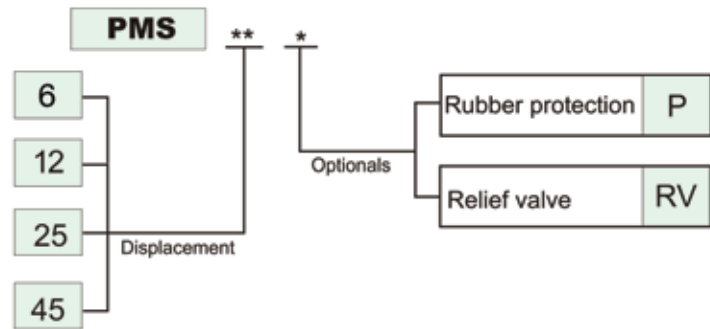 PMS ** *
6
12
25
45
Displacement
Optionals
Rubber protection P
Relief valve RV